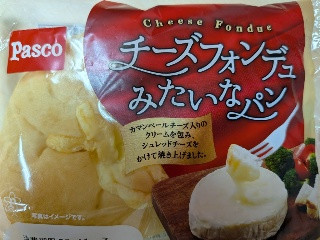 Cheese Fondue
Pasco
チーズフォンデュ
みたいなパン
カマンベールチーズ入りの
クリームを包み、
シュレッドチーズを
かけて焼き上げました。
写真はイメージです。